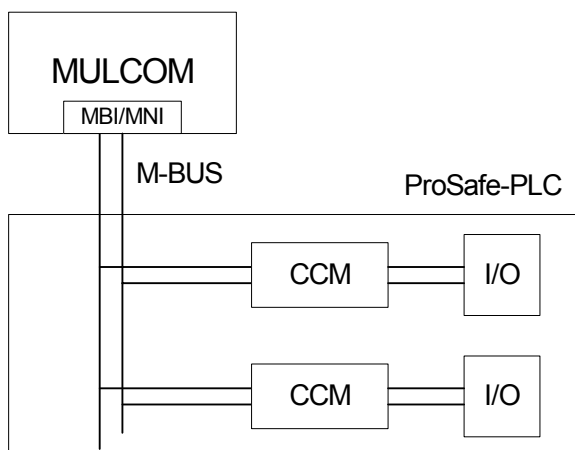 MULCOM
MBI/MNI
M-BUS
ProSafe-PLC
CCM
I/O
CCM
I/O